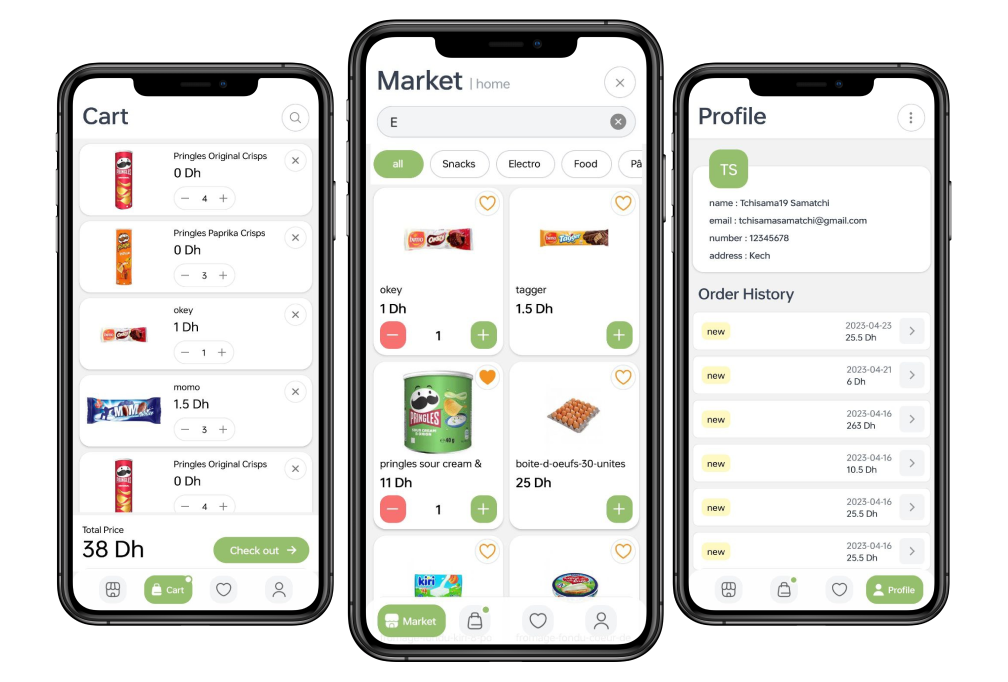 Cart
Pringles Original Crisps
0 Dh
4
Pringles Paprika Crisps
0 Dh
3
okey
1 Dh
1
momo
1.5 Dh
3
Pringles Original Crisps
0 Dh
4
Total Price
38 Dh
Check out →
Cart
Market | home
E
all
Snacks
Electro
Food
Pâ
okey
1 Dh
− 1 +
tagger
1.5 Dh
+
PRINGLES
pringles sour cream &
11 Dh
− 1 +
boite-d-oeufs-30-unites
25 Dh
+
kiri
Market
Profile
TS
name : Tchisama19 Samatchi
email : tchisamasamatchi@gmail.com
number : 12345678
address : Kech
Order History
new
2023-04-23
25.5 Dh
new
2023-04-21
6 Dh
new
2023-04-16
263 Dh
new
2023-04-16
10.5 Dh
new
2023-04-16
25.5 Dh
new
2023-04-16
25.5 Dh
Profile